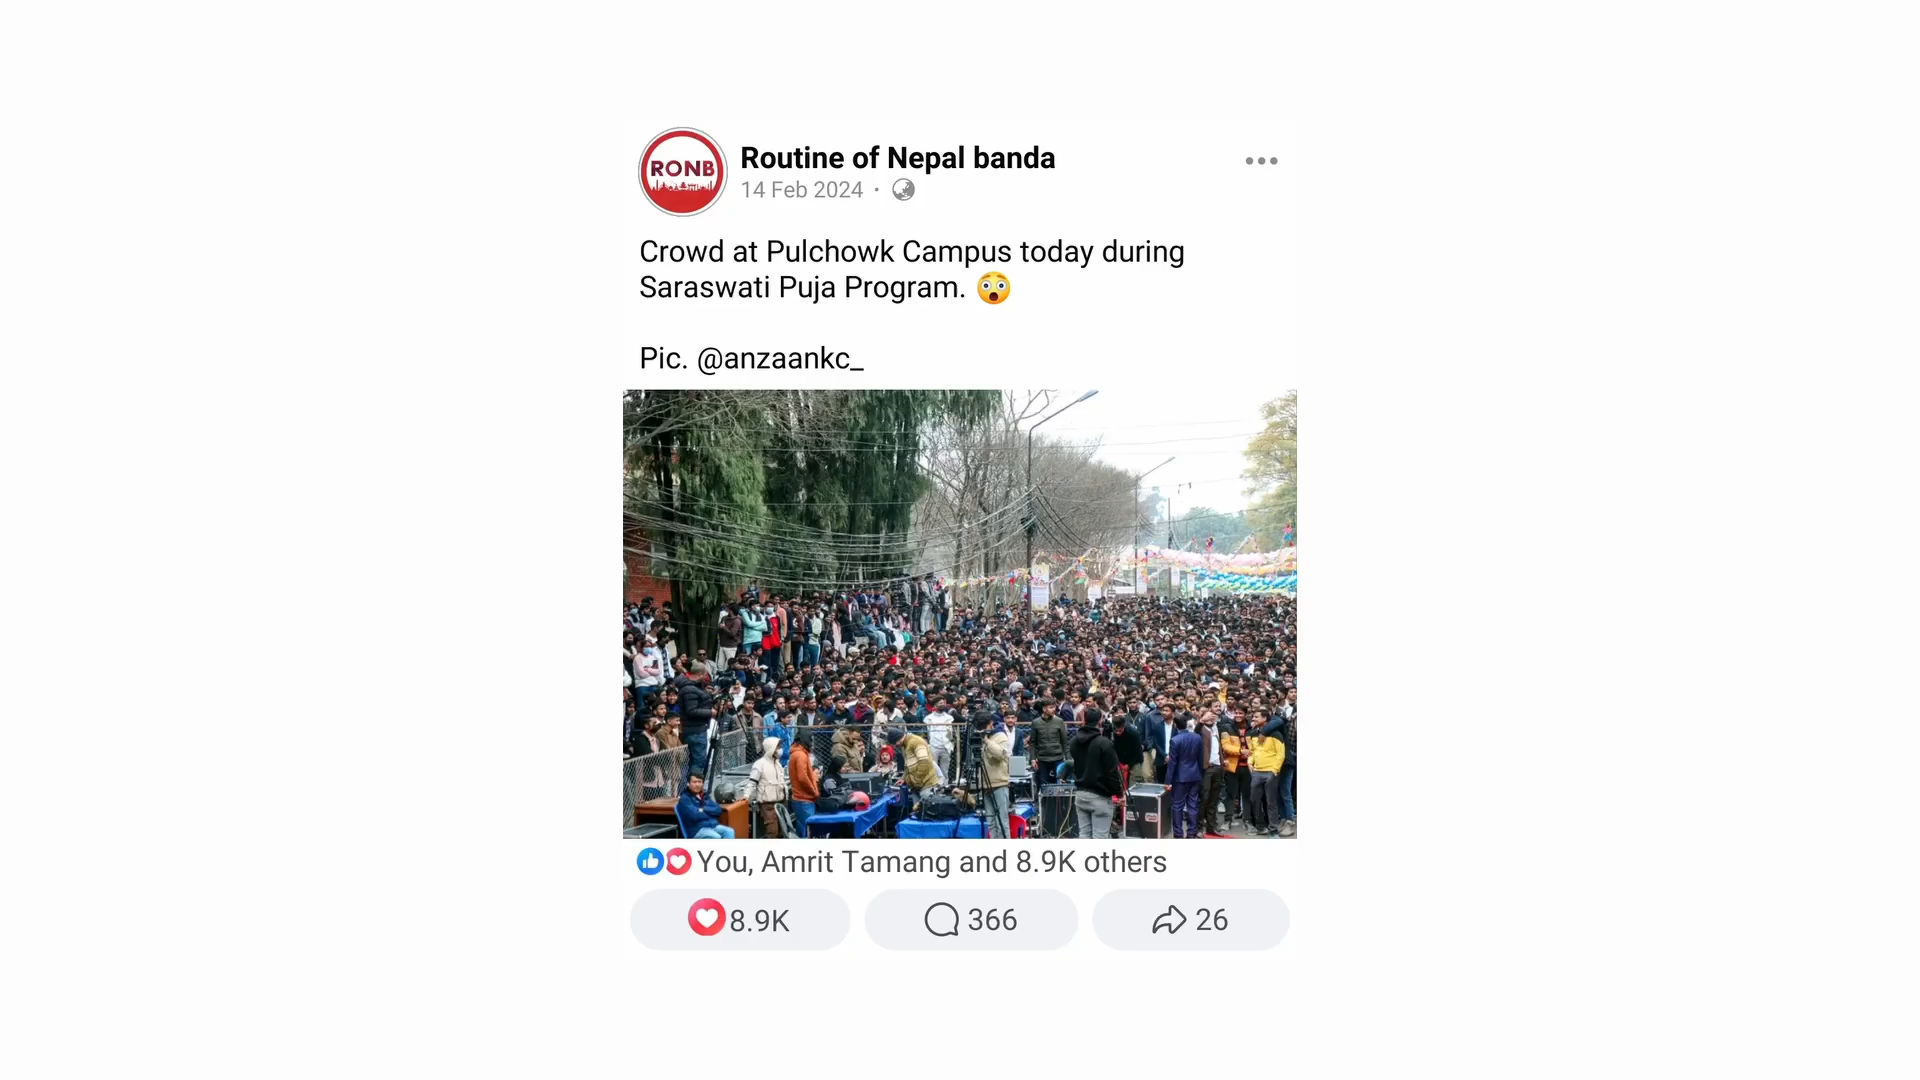 RONB
Routine of Nepal banda
14 Feb 2024 ·
Crowd at Pulchowk Campus today during
Saraswati Puja Program. 😲
Pic. @anzaankc_
You, Amrit Tamang and 8.9K others
8.9K
366
26